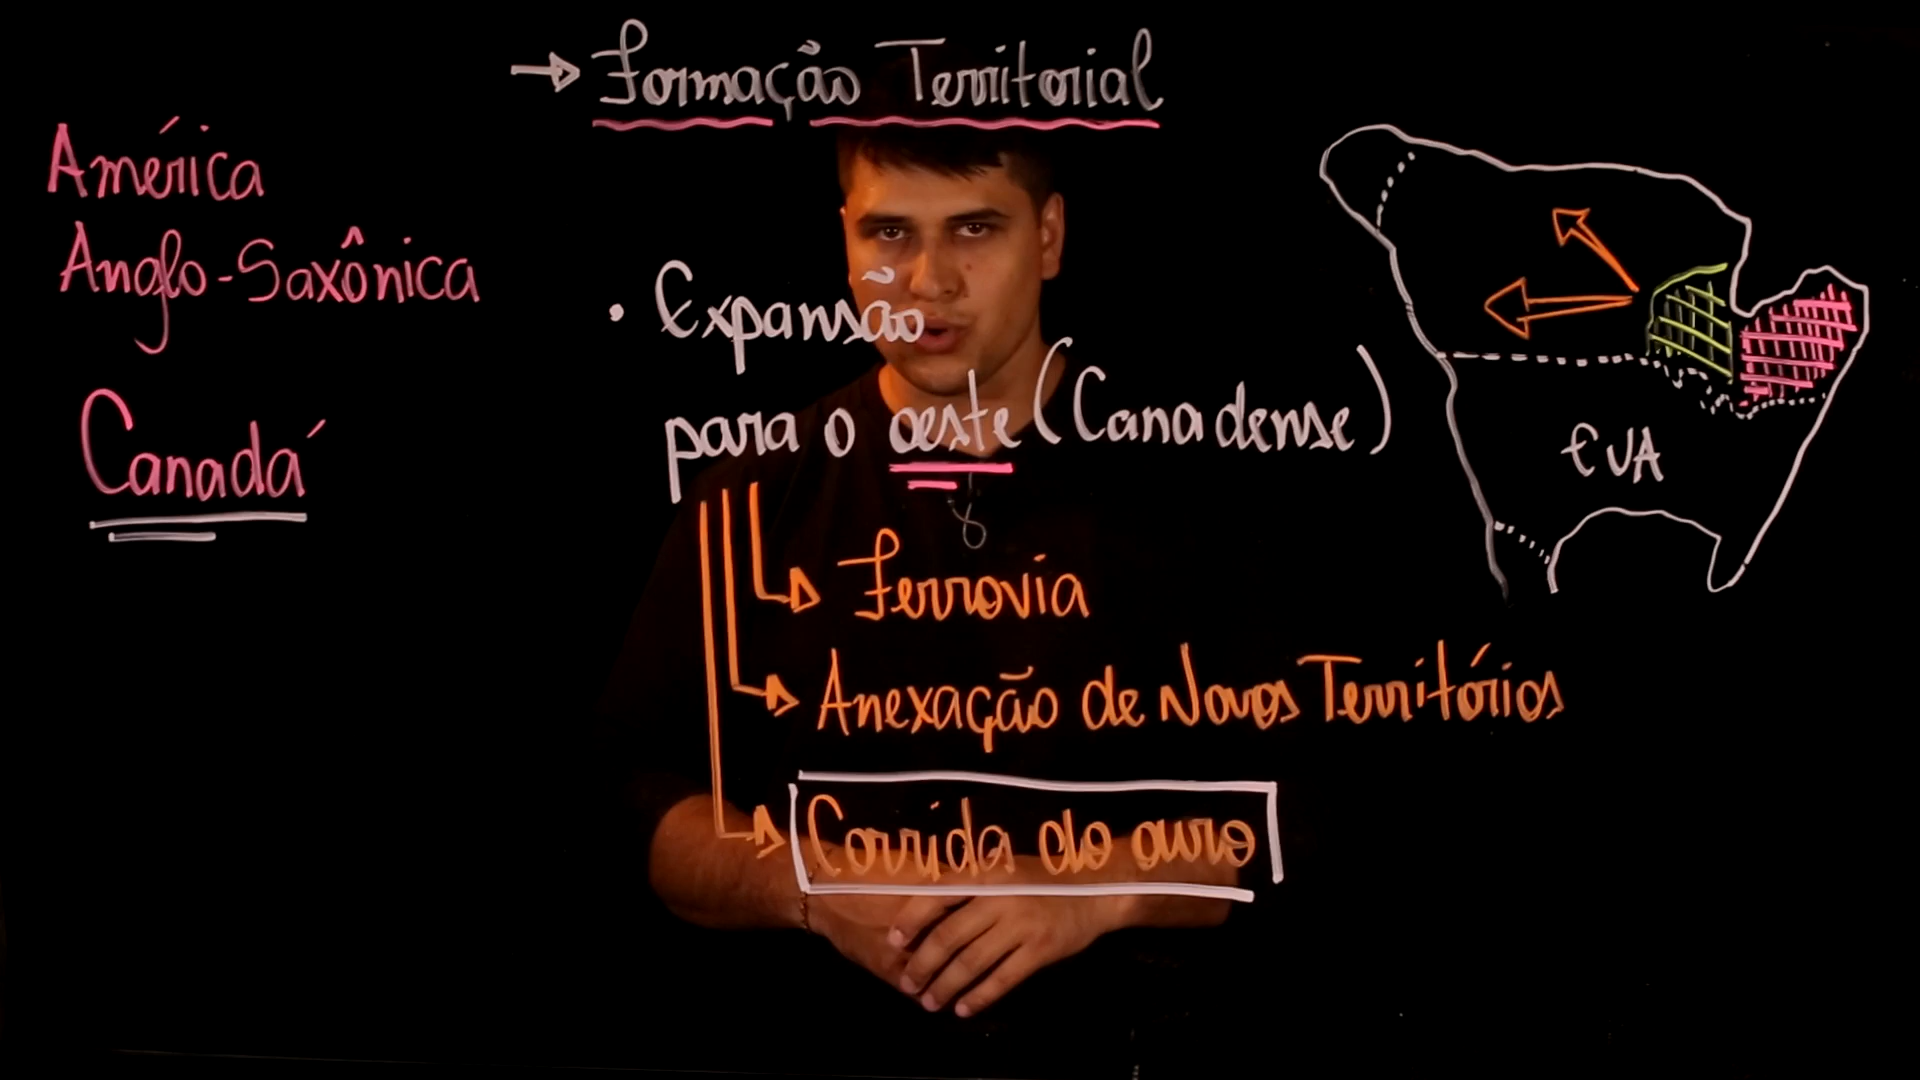 → Formação Territorial
América
Anglo-Saxônica
Canadá
• Expansão
para o oeste (Canadense)
Ferrovia
Anexação de Novos Territórios
Corrida do ouro
EUA